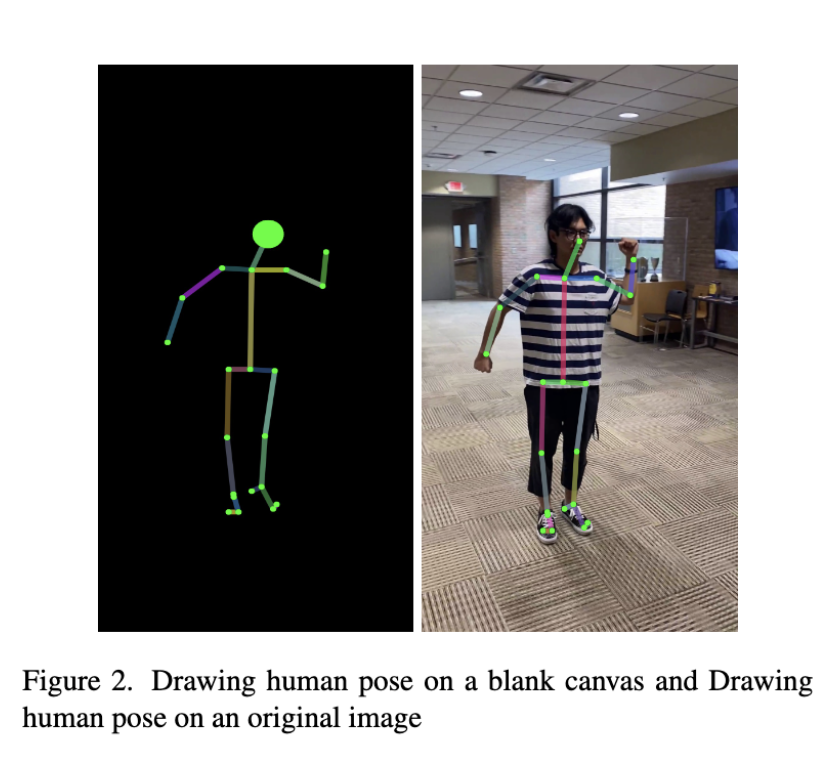 Figure 2. Drawing human pose on a blank canvas and Drawing
human pose on an original image